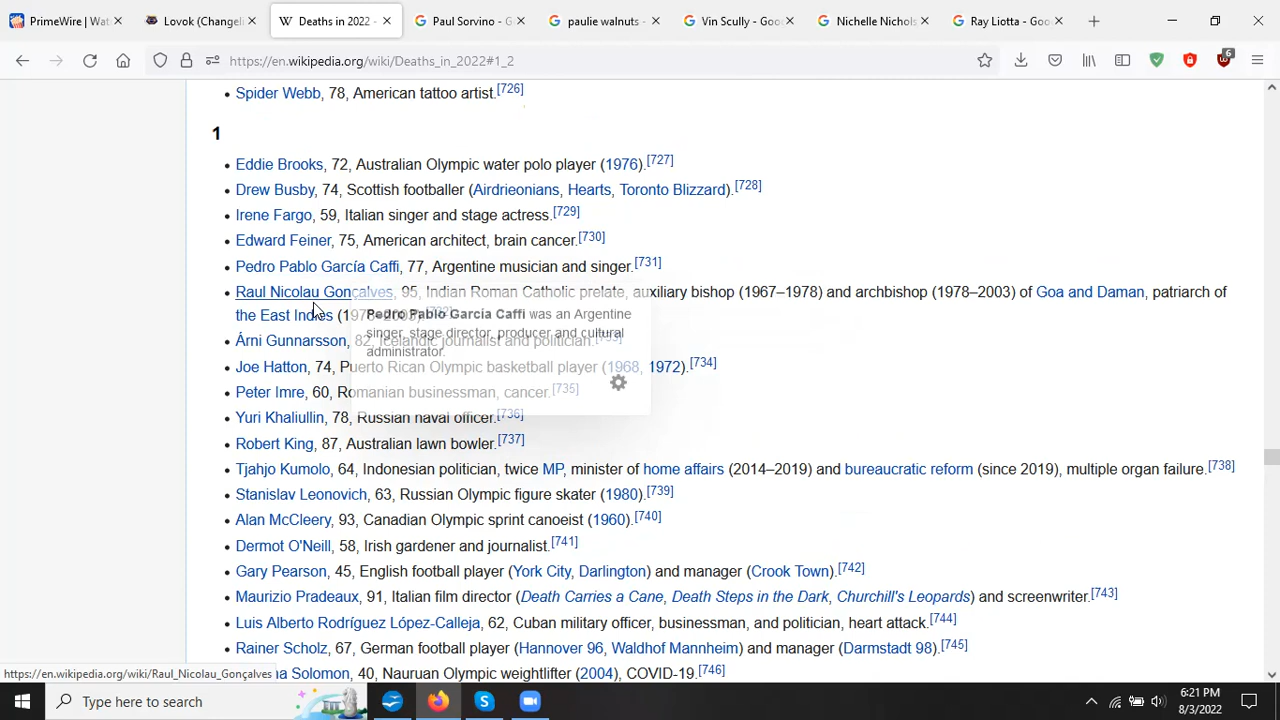 PrimeWire | Wat
Lovok (Changeli
Deaths in 2022 -
Paul Sorvino - G
paulie walnuts -
Vin Scully - Goo
Nichelle Nichols
Ray Liotta - Goo
https://en.wikipedia.org/wiki/Deaths_in_2022#1_2
6
• Spider Webb, 78, American tattoo artist.[726]
1
• Eddie Brooks, 72, Australian Olympic water polo player (1976).[727]
• Drew Busby, 74, Scottish footballer (Airdrieonians, Hearts, Toronto Blizzard).[728]
• Irene Fargo, 59, Italian singer and stage actress.[729]
• Edward Feiner, 75, American architect, brain cancer.[730]
• Pedro Pablo García Caffi, 77, Argentine musician and singer.[731]
• Raul Nicolau Gonçalves, 95, Indian Roman Catholic prelate, auxiliary bishop (1967–1978) and archbishop (1978–2003) of Goa and Daman, patriarch of
the East Indies (1978–2003).[732]
Pedro Pablo García Caffi was an Argentine
singer, stage director, producer and cultural
administrator.
• Árni Gunnarsson, 82, Icelandic journalist and politician.[733]
• Joe Hatton, 74, Puerto Rican Olympic basketball player (1968, 1972).[734]
• Peter Imre, 60, Romanian businessman, cancer.[735]
• Yuri Khaliullin, 78, Russian naval officer.[736]
• Robert King, 87, Australian lawn bowler.[737]
• Tjahjo Kumolo, 64, Indonesian politician, twice MP, minister of home affairs (2014–2019) and bureaucratic reform (since 2019), multiple organ failure.[738]
• Stanislav Leonovich, 63, Russian Olympic figure skater (1980).[739]
• Alan McCleery, 93, Canadian Olympic sprint canoeist (1960).[740]
• Dermot O'Neill, 58, Irish gardener and journalist.[741]
• Gary Pearson, 45, English football player (York City, Darlington) and manager (Crook Town).[742]
• Maurizio Pradeaux, 91, Italian film director (Death Carries a Cane, Death Steps in the Dark, Churchill's Leopards) and screenwriter.[743]
• Luis Alberto Rodríguez López-Calleja, 62, Cuban military officer, businessman, and politician, heart attack.[744]
• Rainer Scholz, 67, German football player (Hannover 96, Waldhof Mannheim) and manager (Darmstadt 98).[745]
na Solomon, 40, Nauruan Olympic weightlifter (2004), COVID-19.[746]
https://en.wikipedia.org/wiki/Raul_Nicolau_Gonçalves
Type here to search
6:21 PM
8/3/2022